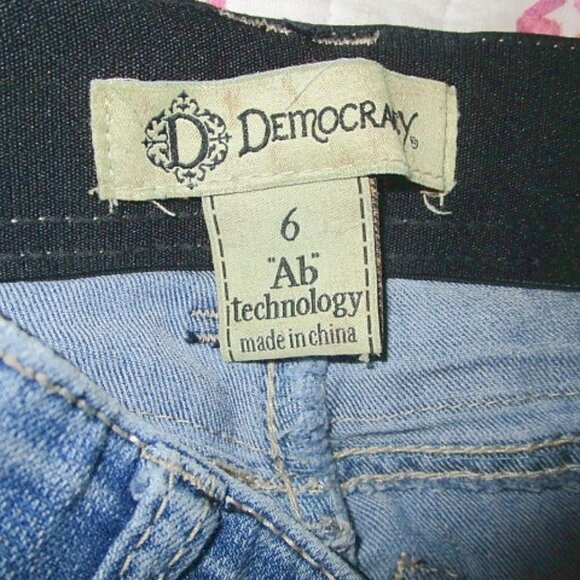 D DEMOCRACY®
6
"Ab"
technology
made in china